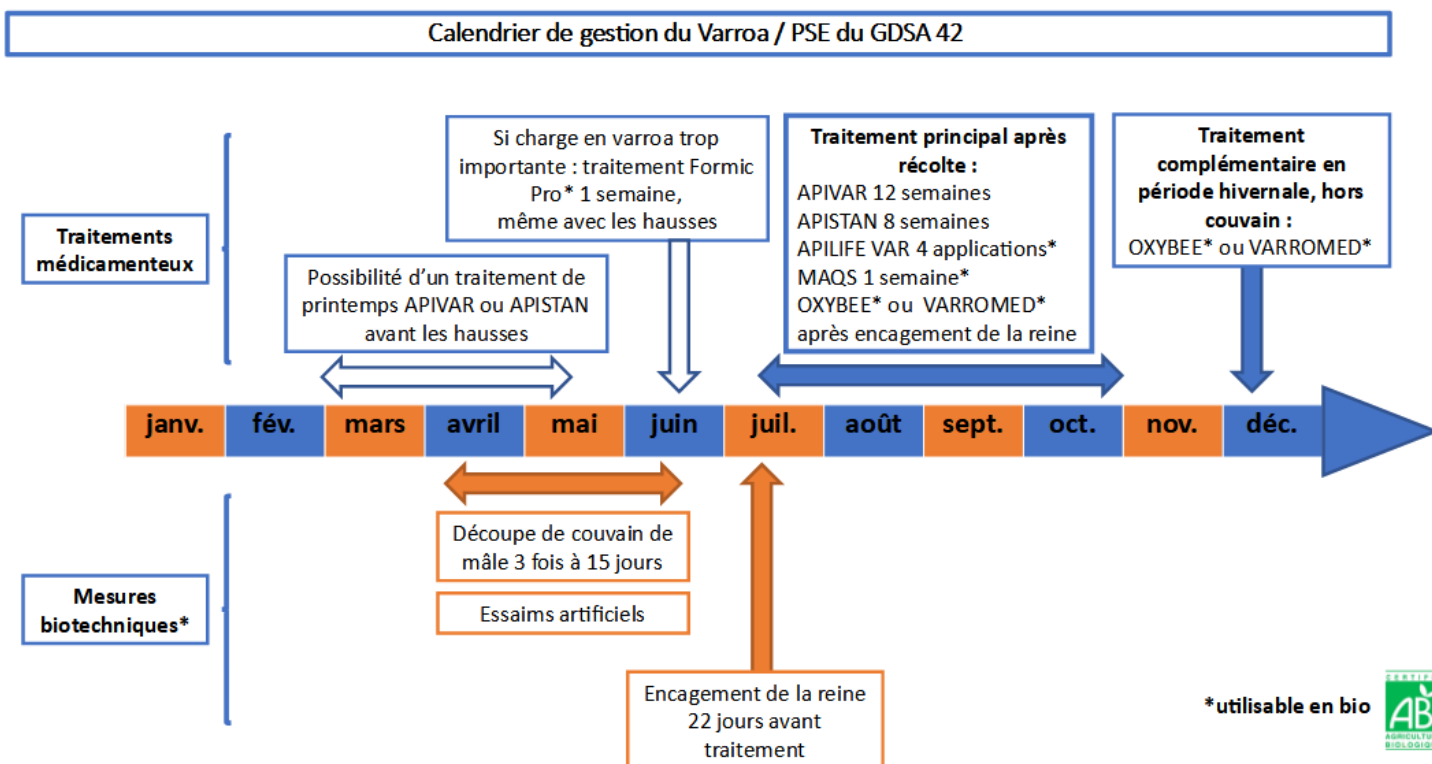 Calendrier de gestion du Varroa / PSE du GDSA 42
Traitements
médicamenteux
Possibilité d'un traitement de
printemps APIVAR ou APISTAN
avant les hausses
Si charge en varroa trop
importante : traitement Formic
Pro* 1 semaine,
même avec les hausses
Traitement principal après
récolte :
APIVAR 12 semaines
APISTAN 8 semaines
APILIFE VAR 4 applications*
MAQS 1 semaine*
OXYBEE* ou VARROMED*
après encagement de la reine
Traitement
complémentaire en
période hivernale, hors
couvain :
OXYBEE* ou VARROMED*
janv. fév. mars avril mai juin juil. août sept. oct. nov. déc.
Mesures
biotechniques*
Découpe de couvain de
mâle 3 fois à 15 jours
Essaims artificiels
Encagement de la reine
22 jours avant
traitement
*utilisable en bio
CERTIFI
AB
AGRICULTU
BIOLOGIQU